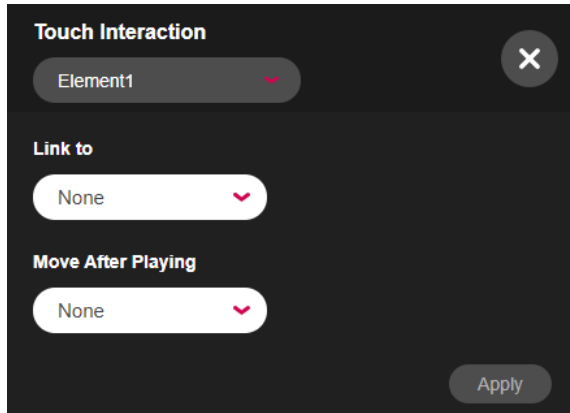 Touch Interaction
Element1
Link to
None
Move After Playing
None
Apply